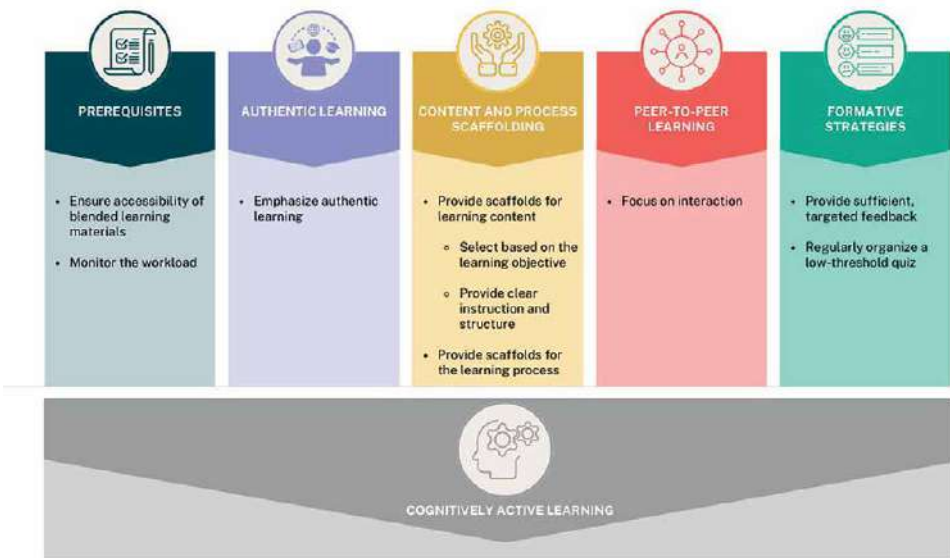 PREREQUISITES
• Ensure accessibility of
blended learning
materials
• Monitor the workload
AUTHENTIC LEARNING
• Emphasize authentic
learning
CONTENT AND PROCESS
SCAFFOLDING
• Provide scaffolds for
learning content
○ Select based on the
learning objective
○ Provide clear
instruction and
structure
• Provide scaffolds for
the learning process
PEER-TO-PEER
LEARNING
• Focus on interaction
FORMATIVE
STRATEGIES
• Provide sufficient,
targeted feedback
• Regularly organize a
low-threshold quiz
COGNITIVELY ACTIVE LEARNING